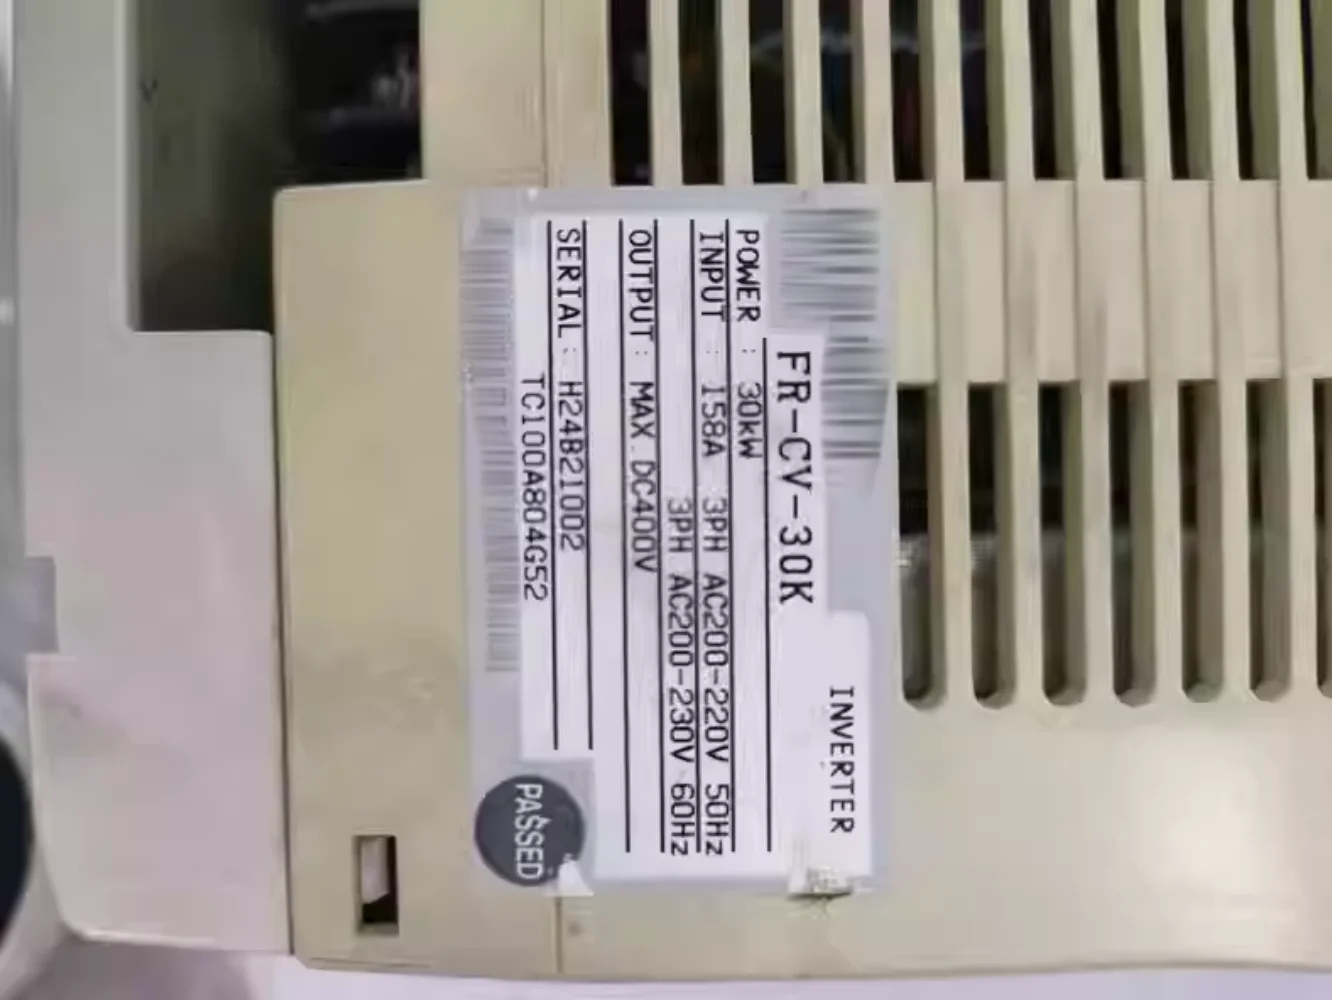 INVERTER
FR-CV-30K
POWER : 30kW
INPUT : 158A 3PH AC200-220V 50Hz
3PH AC200-230V 60Hz
OUTPUT : MAX.DC400V
SERIAL : H24B21002
TC100A804G52
PASSED